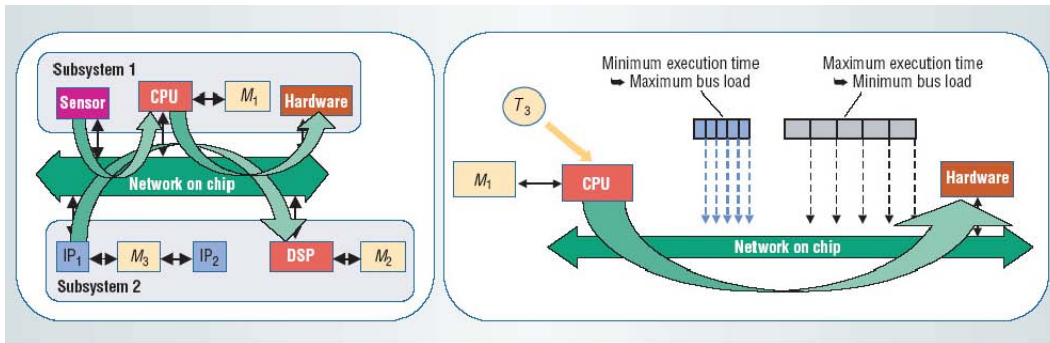 Subsystem 1
Sensor
CPU
M1
Hardware
Network on chip
IP1
M3
IP2
DSP
M2
Subsystem 2
Minimum execution time
➥ Maximum bus load
Maximum execution time
➥ Minimum bus load
T3
M1
CPU
Hardware
Network on chip